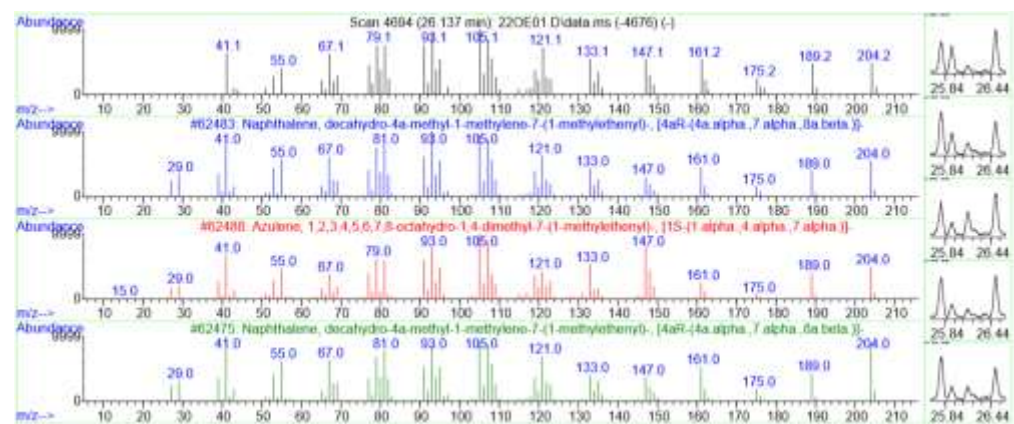 Abundance
Scan 4694 (26.137 min): 22OE01 D\data.ms (-4676) (-)
41.1 55.0 67.1 79.1 93.1 105.1 121.1 133.1 147.1 161.2 175.2 189.2 204.2
0
10 20 30 40 50 60 70 80 90 100 110 120 130 140 150 160 170 180 190 200 210
m/z-->
25.84 26.44
Abundance
#62483: Naphthalene, decahydro-4a-methyl-1-methylene-7-(1-methylethenyl)-, [4aR-(4a.alpha.,7.alpha.,8a.beta.)]-
29.0 41.0 55.0 67.0 81.0 93.0 105.0 121.0 133.0 147.0 161.0 175.0 189.0 204.0
0
10 20 30 40 50 60 70 80 90 100 110 120 130 140 150 160 170 180 190 200 210
m/z-->
25.84 26.44
Abundance
#62488: Azulene, 1,2,3,4,5,6,7,8-octahydro-1,4-dimethyl-7-(1-methylethenyl)-, [1S-(1.alpha.,4.alpha.,7.alpha.)]-
15.0 29.0 41.0 55.0 67.0 79.0 93.0 105.0 121.0 133.0 147.0 161.0 175.0 189.0 204.0
0
10 20 30 40 50 60 70 80 90 100 110 120 130 140 150 160 170 180 190 200 210
m/z-->
25.84 26.44
Abundance
#62475: Naphthalene, decahydro-4a-methyl-1-methylene-7-(1-methylethenyl)-, [4aR-(4a.alpha.,7.alpha.,8a.beta.)]-
29.0 41.0 55.0 67.0 81.0 93.0 105.0 121.0 133.0 147.0 161.0 175.0 189.0 204.0
0
10 20 30 40 50 60 70 80 90 100 110 120 130 140 150 160 170 180 190 200 210
m/z-->
25.84 26.44
25.84 26.44